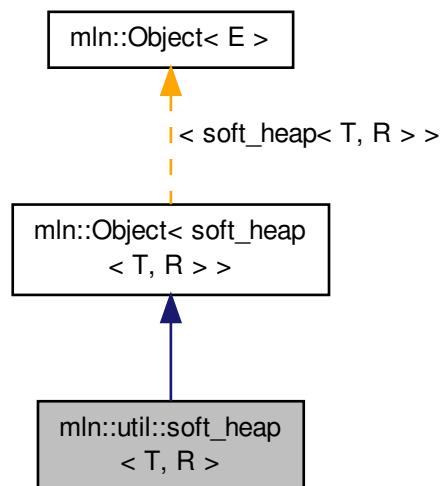 mln::Object< E >
< soft_heap< T, R > >
mln::Object< soft_heap
< T, R > >
mln::util::soft_heap
< T, R >